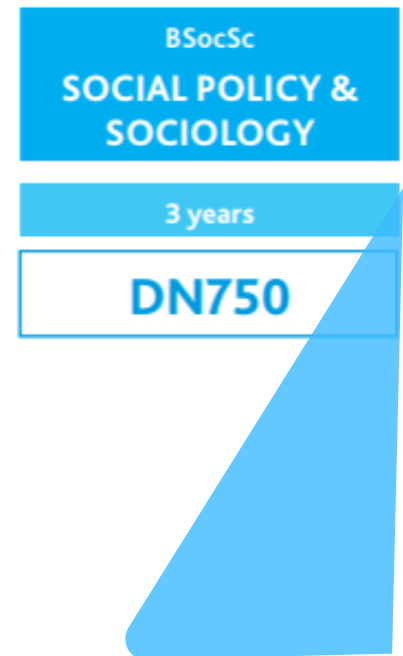 BSocSc
SOCIAL POLICY &
SOCIOLOGY
3 years
DN750